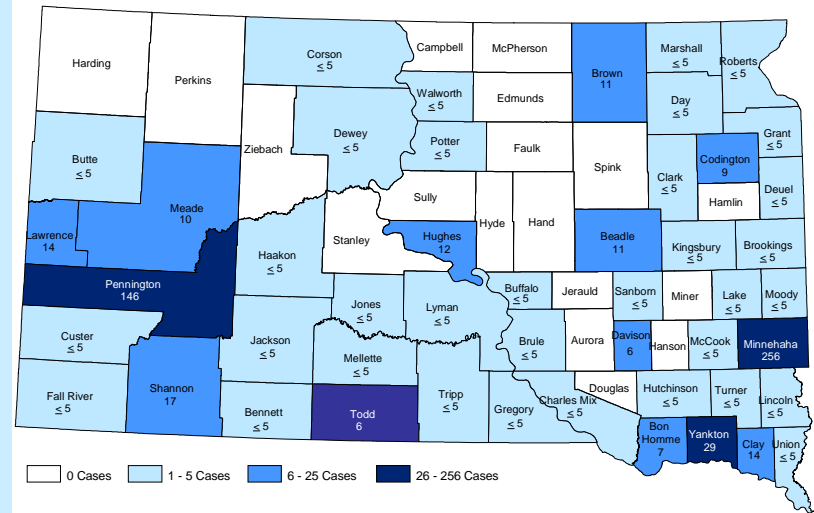 Harding
Perkins
Corson
≤ 5
Campbell
McPherson
Brown
11
Marshall
≤ 5
Roberts
≤ 5
Walworth
≤ 5
Edmunds
Day
≤ 5
Butte
≤ 5
Ziebach
Dewey
≤ 5
Potter
≤ 5
Faulk
Spink
Clark
≤ 5
Codington
9
Grant
≤ 5
Meade
10
Sully
Hyde
Hand
Hamlin
Deuel
≤ 5
Lawrence
14
Haakon
≤ 5
Stanley
Hughes
12
Beadle
11
Kingsbury
≤ 5
Brookings
≤ 5
Pennington
146
Jones
≤ 5
Lyman
≤ 5
Buffalo
≤ 5
Jerauld
Sanborn
≤ 5
Miner
Lake
≤ 5
Moody
≤ 5
Custer
≤ 5
Jackson
≤ 5
Mellette
≤ 5
Brule
≤ 5
Aurora
Davison
6
Hanson
McCook
≤ 5
Minnehaha
256
Fall River
≤ 5
Shannon
17
Bennett
≤ 5
Todd
6
Tripp
≤ 5
Gregory
≤ 5
Charles Mix
≤ 5
Douglas
Hutchinson
≤ 5
Turner
≤ 5
Lincoln
≤ 5
Bon
Homme
7
Yankton
29
Clay
14
Union
≤ 5
0 Cases
1 - 5 Cases
6 - 25 Cases
26 - 256 Cases